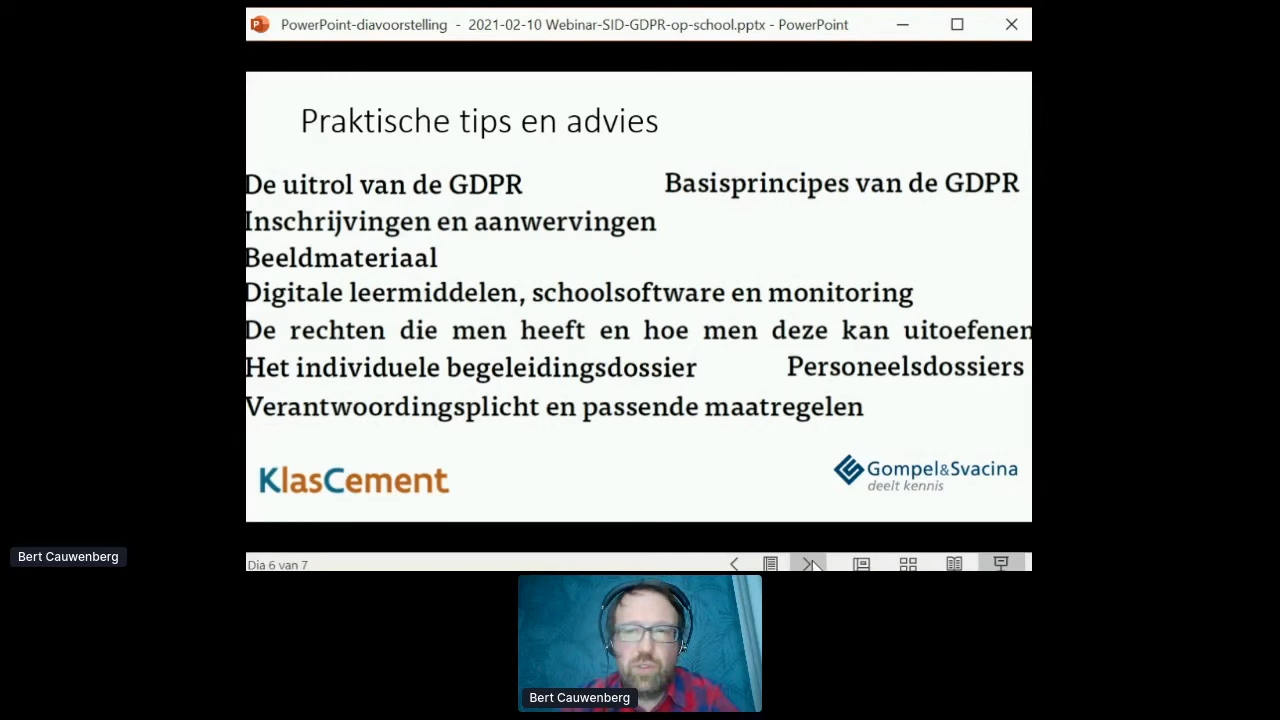 PowerPoint-diavoorstelling - 2021-02-10 Webinar-SID-GDPR-op-school.pptx - PowerPoint
Praktische tips en advies
De uitrol van de GDPR
Basisprincipes van de GDPR
Inschrijvingen en aanwervingen
Beeldmateriaal
Digitale leermiddelen, schoolsoftware en monitoring
De rechten die men heeft en hoe men deze kan uitoefenen
Het individuele begeleidingsdossier
Personeelsdossiers
Verantwoordingsplicht en passende maatregelen
KlasCement
Gompel&Svacina
deelt kennis
Bert Cauwenberg
Dia 6 van 7
Bert Cauwenberg